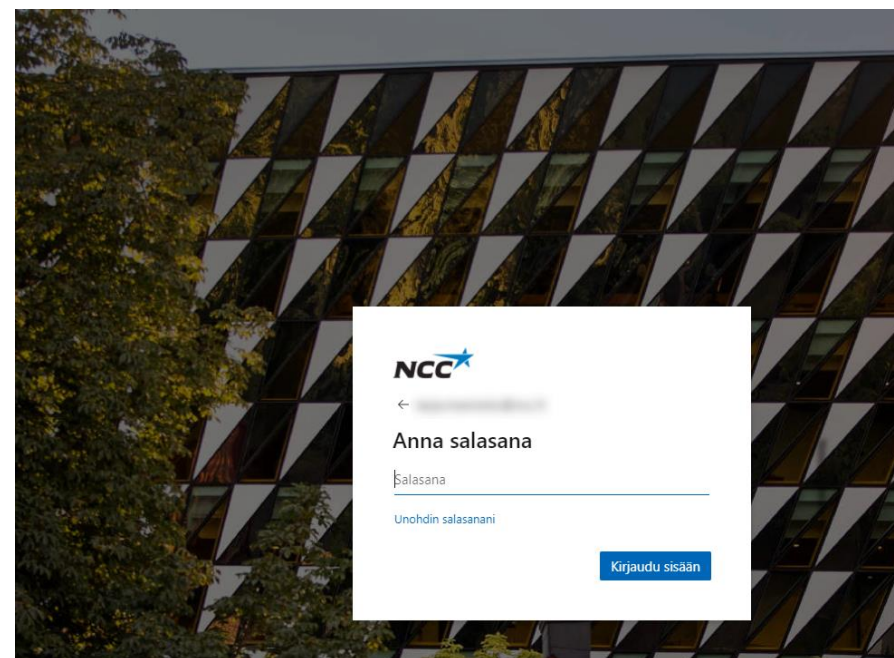 NCC
Anna salasana
Salasana
Unohdin salasanani
Kirjaudu sisään